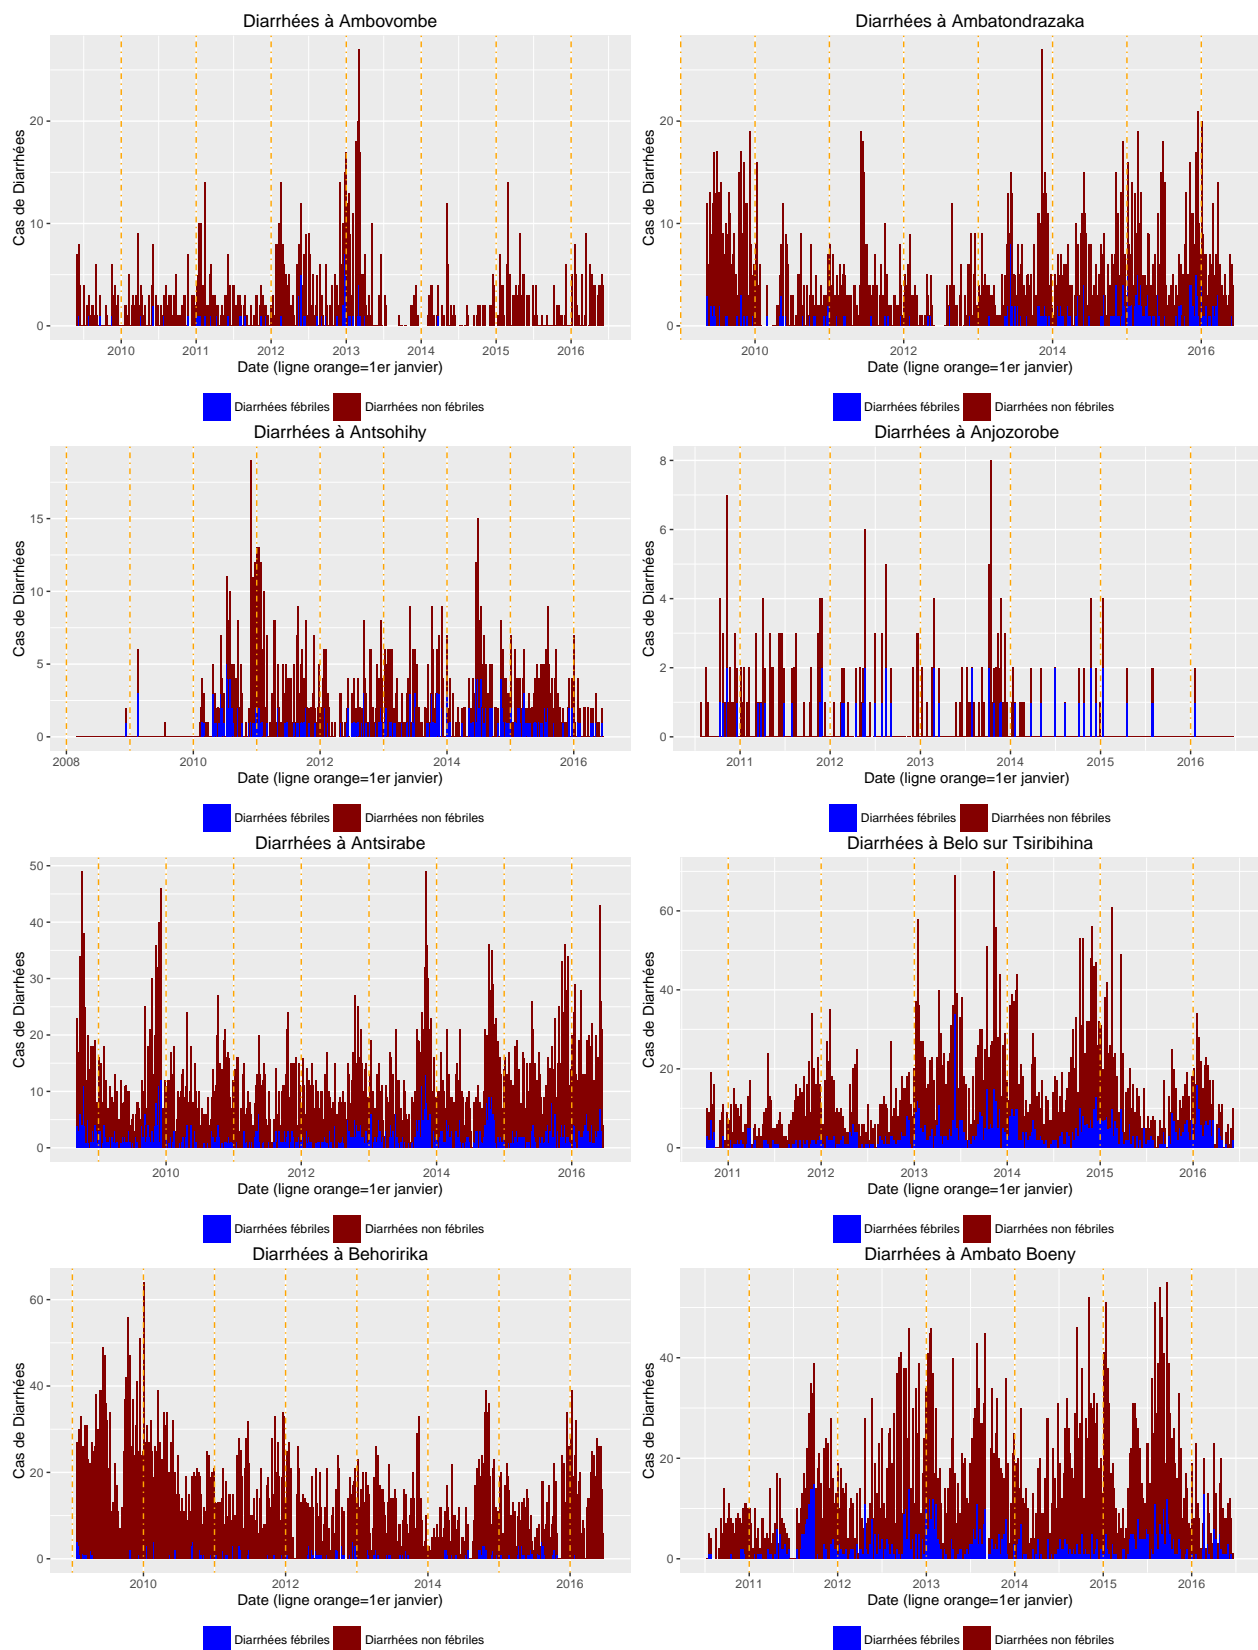 Diarrhées à Ambovombe
Cas de Diarrhées
20
10
0
2010 2011 2012 2013 2014 2015 2016
Date (ligne orange=1er janvier)
Diarrhées fébriles Diarrhées non fébriles
Diarrhées à Ambatondrazaka
Cas de Diarrhées
20
10
0
2010 2012 2014 2016
Date (ligne orange=1er janvier)
Diarrhées fébriles Diarrhées non fébriles
Diarrhées à Antsohihy
Cas de Diarrhées
15
10
5
0
2008 2010 2012 2014 2016
Date (ligne orange=1er janvier)
Diarrhées fébriles Diarrhées non fébriles
Diarrhées à Anjozorobe
Cas de Diarrhées
8
6
4
2
0
2011 2012 2013 2014 2015 2016
Date (ligne orange=1er janvier)
Diarrhées fébriles Diarrhées non fébriles
Diarrhées à Antsirabe
Cas de Diarrhées
50
40
30
20
10
0
2010 2012 2014 2016
Date (ligne orange=1er janvier)
Diarrhées fébriles Diarrhées non fébriles
Diarrhées à Belo sur Tsiribihina
Cas de Diarrhées
60
40
20
0
2011 2012 2013 2014 2015 2016
Date (ligne orange=1er janvier)
Diarrhées fébriles Diarrhées non fébriles
Diarrhées à Behoririka
Cas de Diarrhées
60
40
20
0
2010 2012 2014 2016
Date (ligne orange=1er janvier)
Diarrhées fébriles Diarrhées non fébriles
Diarrhées à Ambato Boeny
Cas de Diarrhées
40
20
0
2011 2012 2013 2014 2015 2016
Date (ligne orange=1er janvier)
Diarrhées fébriles Diarrhées non fébriles